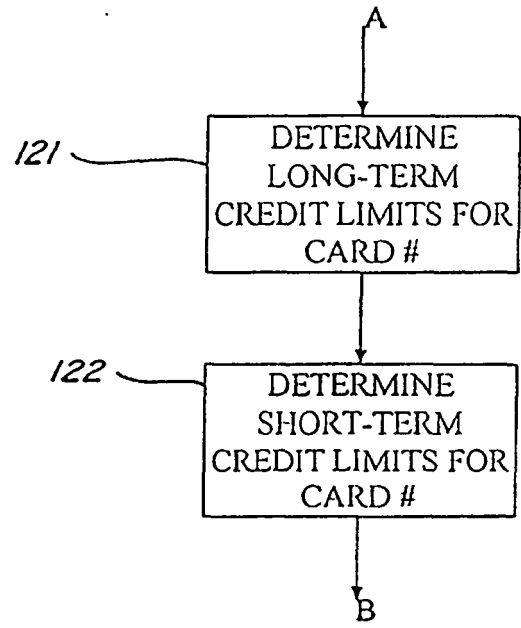 A
121
DETERMINE
LONG-TERM
CREDIT LIMITS FOR
CARD #
122
DETERMINE
SHORT-TERM
CREDIT LIMITS FOR
CARD #
B